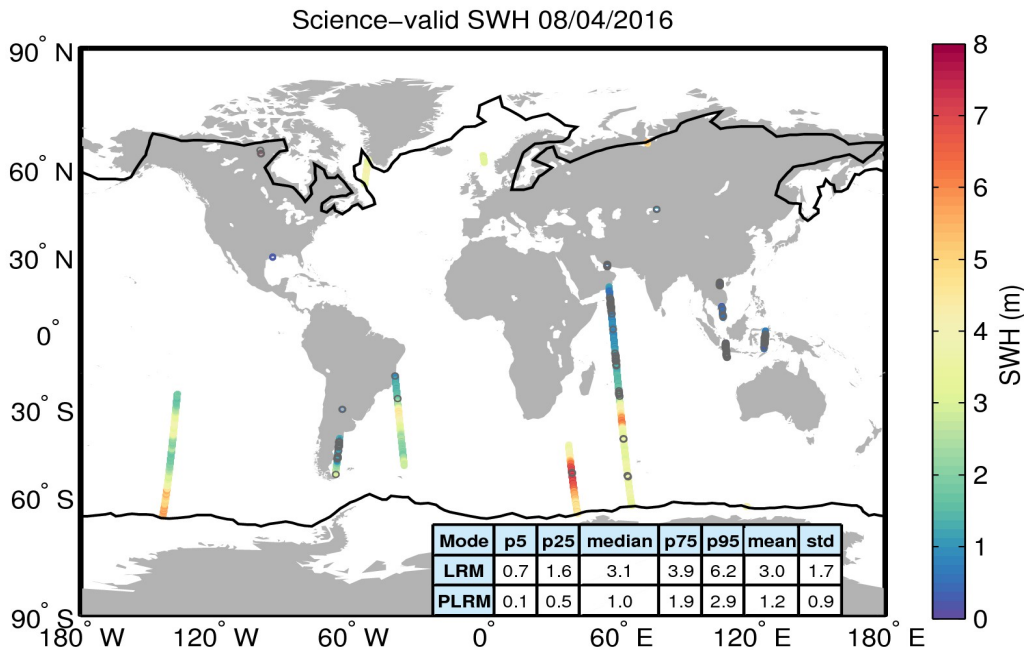 Science−valid SWH 08/04/2016
90° N
60° N
30° N
0°
30° S
60° S
90° S
180° W
120° W
60° W
0°
60° E
120° E
180° E
Mode p5 p25 median p75 p95 mean std
LRM 0.7 1.6 3.1 3.9 6.2 3.0 1.7
PLRM 0.1 0.5 1.0 1.9 2.9 1.2 0.9
8
7
6
5
4
3
2
1
0
SWH (m)